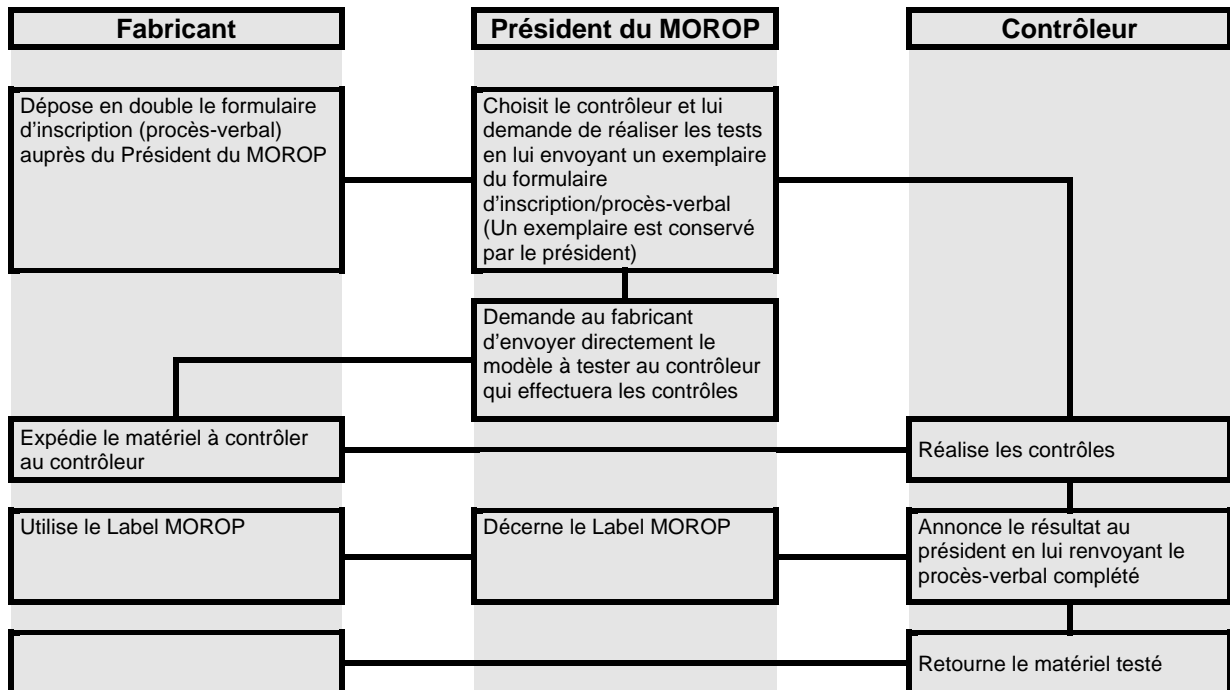 Fabricant
Président du MOROP
Contrôleur
Dépose en double le formulaire
d'inscription (procès-verbal)
auprès du Président du MOROP
Choisit le contrôleur et lui
demande de réaliser les tests
en lui envoyant un exemplaire
du formulaire
d'inscription/procès-verbal
(Un exemplaire est conservé
par le président)
Demande au fabricant
d'envoyer directement le
modèle à tester au contrôleur
qui effectuera les contrôles
Expédie le matériel à contrôler
au contrôleur
Réalise les contrôles
Utilise le Label MOROP
Décerne le Label MOROP
Annonce le résultat au
président en lui renvoyant le
procès-verbal complété
Retourne le matériel testé